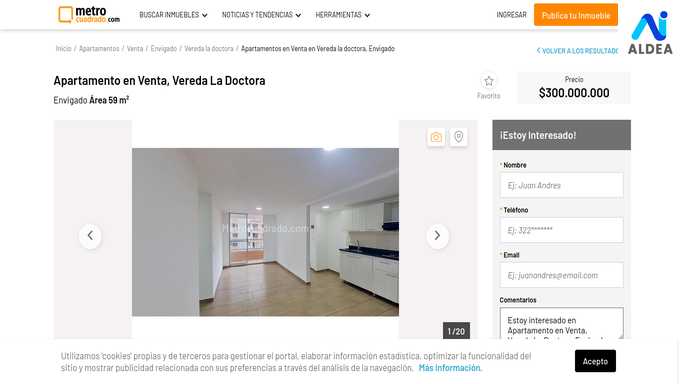 metro
cuadrado.com
BUSCAR INMUEBLES
NOTICIAS Y TENDENCIAS
HERRAMIENTAS
INGRESAR
Publica tu Inmueble
ALDEA
Inicio / Apartamentos / Venta / Envigado / Vereda la doctora / Apartamentos en Venta en Vereda la doctora, Envigado
VOLVER A LOS RESULTADO
Apartamento en Venta, Vereda La Doctora
Envigado Área 59 m²
Favorito
Precio
$300.000.000
¡Estoy Interesado!
* Nombre
Ej: Juan Andres
* Teléfono
Ej: 322*******
* Email
Ej: juanandres@email.com
Comentarios
Estoy interesado en
Apartamento en Venta,
Metrocuadrado.com
1/20
Utilizamos 'cookies' propias y de terceros para gestionar el portal, elaborar información estadística, optimizar la funcionalidad del
sitio y mostrar publicidad relacionada con sus preferencias a través del análisis de la navegación. Más información.
Acepto